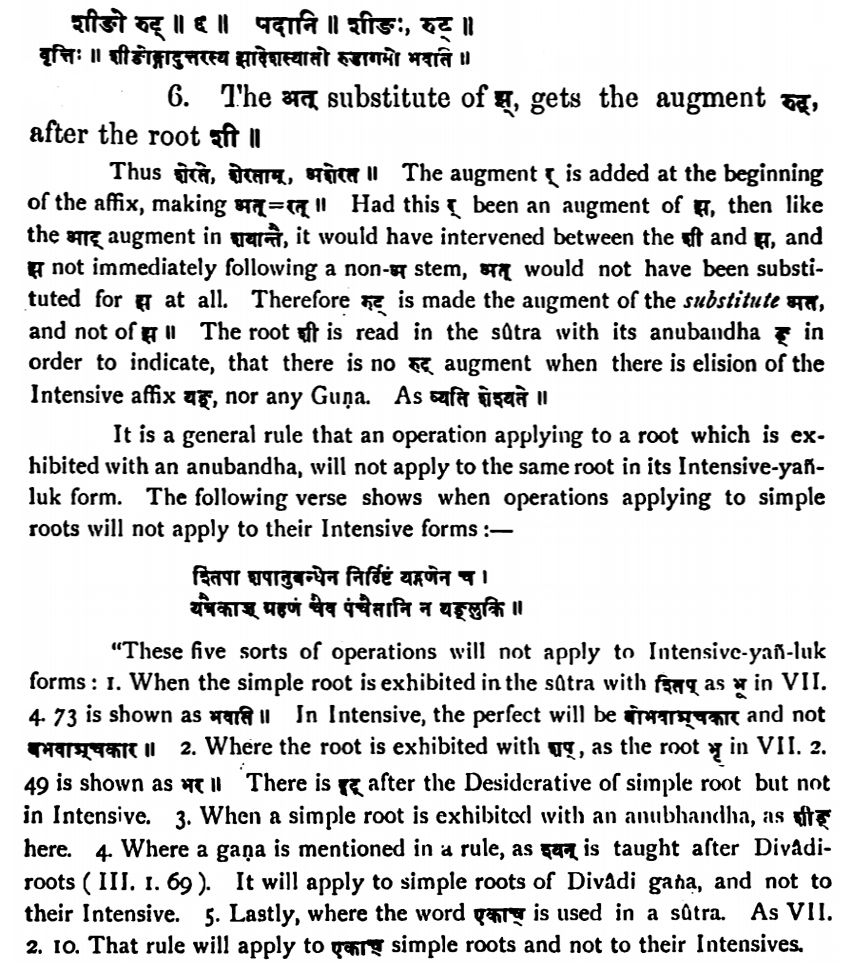 शीङो रुट् ॥ ६ ॥ पदानि ॥ शीङः, रुट् ॥
वृत्तिः ॥ शीङोङ्गादुत्तरस्य झादेशस्यातो रुडागमो भवति ॥
6. The अत् substitute of झ्, gets the augment रुट्,
after the root शी ॥
Thus शेरते, शेरताम्, अशेरत ॥ The augment र् is added at the beginning
of the affix, making अत्=रत् ॥ Had this र् been an augment of झ, then like
the आट् augment in शयान्तै, it would have intervened between the शी and झ, and
झ not immediately following a non-अ stem, अत् would not have been substi-
tuted for झ at all. Therefore रुट् is made the augment of the substitute अत,
and not of झ ॥ The root शी is read in the sûtra with its anubandha ङ् in
order to indicate, that there is no रुट् augment when there is elision of the
Intensive affix यङ्, nor any Guṇa. As व्यति शेश्यते ॥
It is a general rule that an operation applying to a root which is ex-
hibited with an anubandha, will not apply to the same root in its Intensive-yañ-
luk form. The following verse shows when operations applying to simple
roots will not apply to their Intensive forms :—
श्तिपा शपानुबन्धेन निर्दिष्टं यद्गणेन च ।
यत्रैकाज् ग्रहणं चैव पंचैतानि न यङ्लुकि ॥
"These five sorts of operations will not apply to Intensive-yañ-luk
forms : 1. When the simple root is exhibited in the sûtra with श्तिप् as भू in VII.
4. 73 is shown as भवति ॥ In Intensive, the perfect will be बोभवाञ्चकार and not
बभवाञ्चकार ॥ 2. Where the root is exhibited with शप्, as the root भृ in VII. 2.
49 is shown as भर ॥ There is इट् after the Desiderative of simple root but not
in Intensive. 3. When a simple root is exhibited with an anubhandha, as शीङ्
here. 4. Where a gaṇa is mentioned in a rule, as श्यन् is taught after Divâdi-
roots ( III. 1. 69 ). It will apply to simple roots of Divâdi gaṅa, and not to
their Intensive. 5. Lastly, where the word एकाच् is used in a sûtra. As VII.
2. 10. That rule will apply to एकाच simple roots and not to their Intensives.